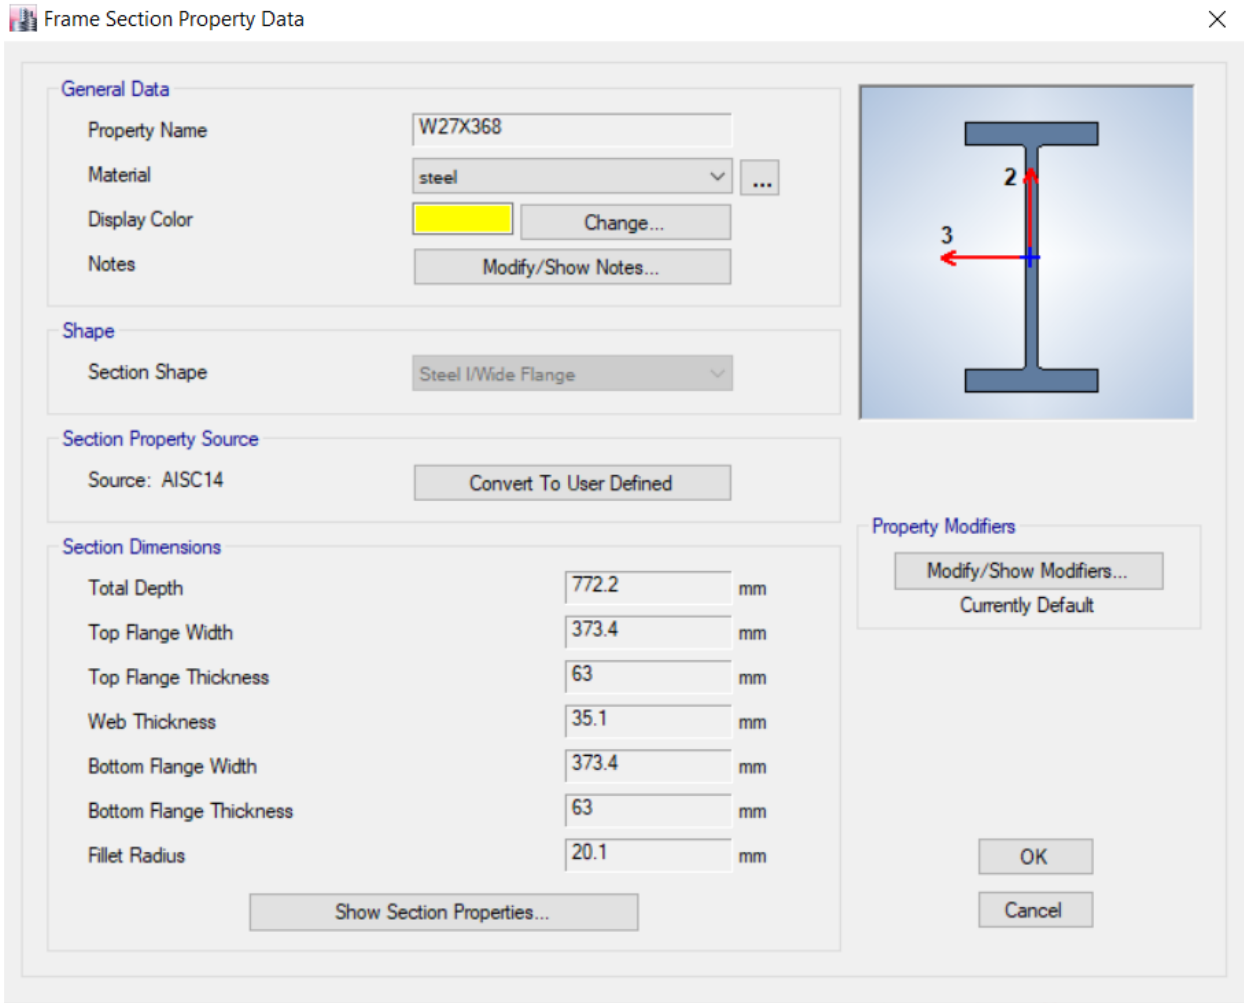 Frame Section Property Data
General Data
Property Name W27X368
Material steel ...
Display Color Change...
Notes Modify/Show Notes...
2
3
Shape
Section Shape Steel I/Wide Flange
Section Property Source
Source: AISC14 Convert To User Defined
Property Modifiers
Modify/Show Modifiers...
Currently Default
Section Dimensions
Total Depth 772.2 mm
Top Flange Width 373.4 mm
Top Flange Thickness 63 mm
Web Thickness 35.1 mm
Bottom Flange Width 373.4 mm
Bottom Flange Thickness 63 mm
Fillet Radius 20.1 mm
Show Section Properties...
OK
Cancel